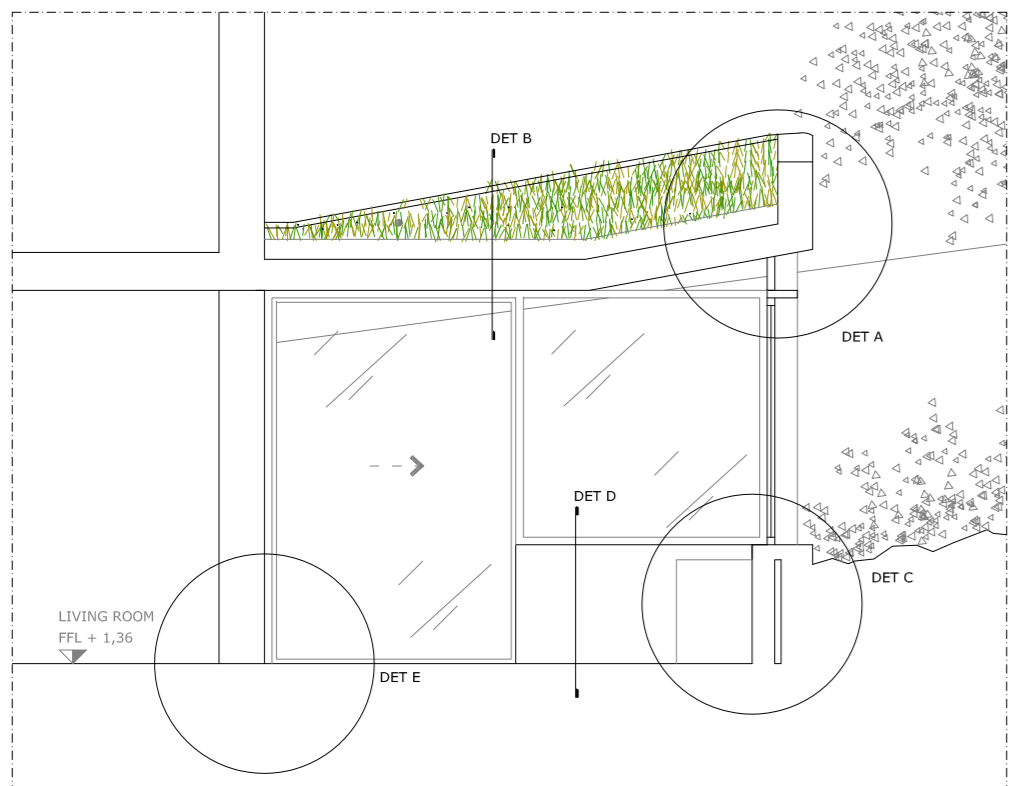 DET B
DET A
DET D
DET C
LIVING ROOM
FFL + 1,36
DET E